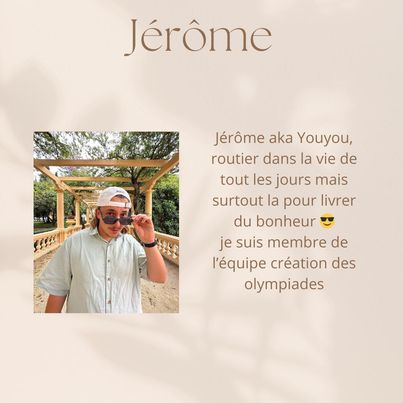 Jérôme
Jérôme aka Youyou,
routier dans la vie de
tout les jours mais
surtout la pour livrer
du bonheur 😎
je suis membre de
l’équipe création des
olympiades